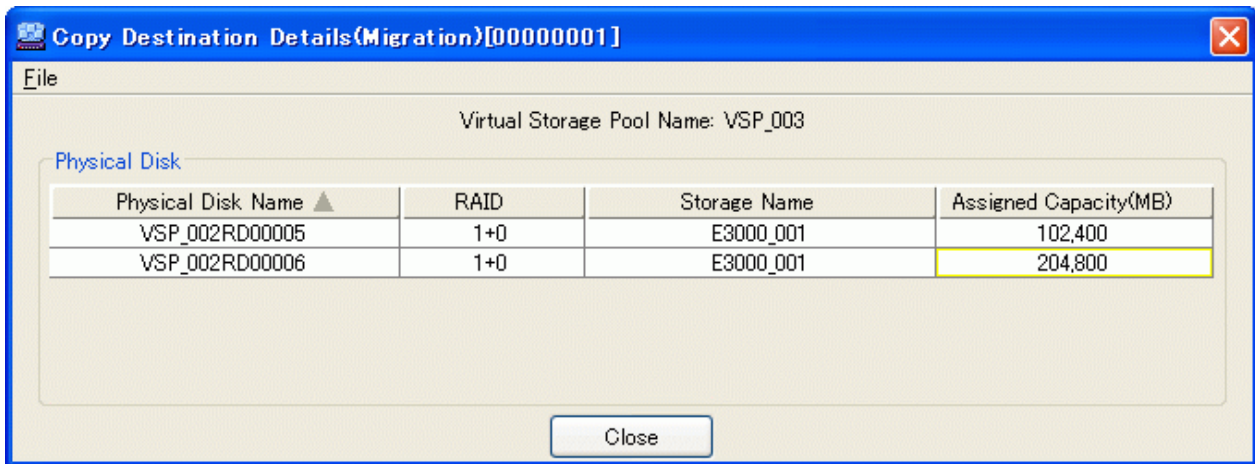 Copy Destination Details(Migration)[00000001]
File
Virtual Storage Pool Name: VSP_003
Physical Disk
Physical Disk Name RAID Storage Name Assigned Capacity(MB)
VSP_002RD00005 1+0 E3000_001 102,400
VSP_002RD00006 1+0 E3000_001 204,800
Close